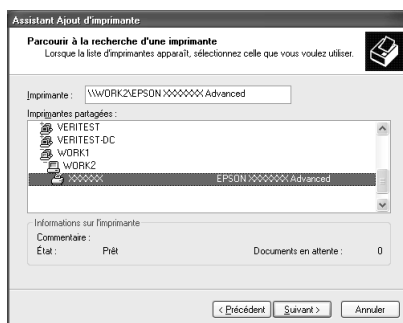 Assistant Ajout d'imprimante
Parcourir à la recherche d'une imprimante
Lorsque la liste d'imprimantes apparaît, sélectionnez celle que vous voulez utiliser.
Imprimante : \\WORK2\EPSON XXXXXX Advanced
Imprimantes partagées :
VERITEST
VERITEST-DC
WORK1
WORK2
XXXXXX EPSON XXXXXX Advanced
Informations sur l'imprimante
Commentaire :
État : Prêt Documents en attente : 0
< Précédent Suivant > Annuler